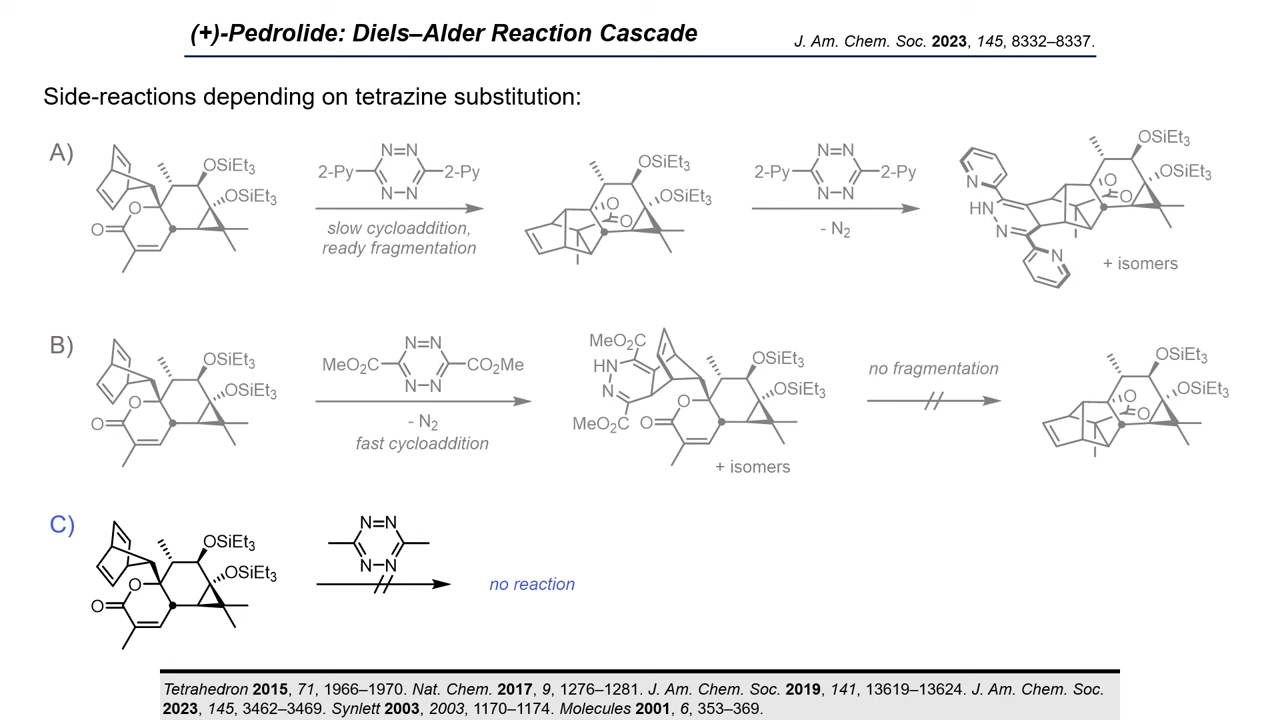 (+)-Pedrolide: Diels–Alder Reaction Cascade
J. Am. Chem. Soc. 2023, 145, 8332–8337.
Side-reactions depending on tetrazine substitution:
A)
O
O
OSiEt₃
OSiEt₃
N=N
2-Py
2-Py
N=N
slow cycloaddition,
ready fragmentation
OSiEt₃
OSiEt₃
O
O
N=N
2-Py
2-Py
N=N
- N₂
N
HN
N
N
OSiEt₃
OSiEt₃
O
O
+ isomers
B)
O
O
OSiEt₃
OSiEt₃
N=N
MeO₂C
CO₂Me
N=N
- N₂
fast cycloaddition
MeO₂C
HN
N
MeO₂C
O
O
OSiEt₃
OSiEt₃
+ isomers
no fragmentation
OSiEt₃
OSiEt₃
O
O
C)
O
O
OSiEt₃
OSiEt₃
N=N
N=N
no reaction
Tetrahedron 2015, 71, 1966–1970. Nat. Chem. 2017, 9, 1276–1281. J. Am. Chem. Soc. 2019, 141, 13619–13624. J. Am. Chem. Soc.
2023, 145, 3462–3469. Synlett 2003, 2003, 1170–1174. Molecules 2001, 6, 353–369.